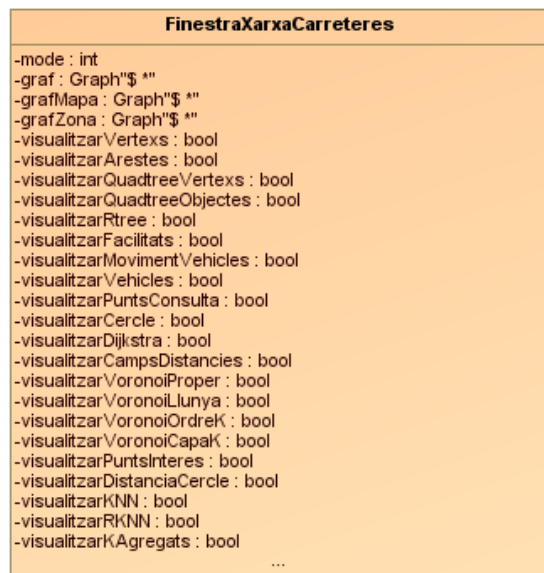 FinestraXarxaCarreteres
-mode : int
-graf : Graph"$ *"
-grafMapa : Graph"$ *"
-grafZona : Graph"$ *"
-visualitzarVertexs : bool
-visualitzarArestes : bool
-visualitzarQuadtreeVertexs : bool
-visualitzarQuadtreeObjectes : bool
-visualitzarRtree : bool
-visualitzarFacilitats : bool
-visualitzarMovimentVehicles : bool
-visualitzarVehicles : bool
-visualitzarPuntsConsulta : bool
-visualitzarCercle : bool
-visualitzarDijkstra : bool
-visualitzarCampsDistancies : bool
-visualitzarVoronoiProper : bool
-visualitzarVoronoiLlunya : bool
-visualitzarVoronoiOrdreK : bool
-visualitzarVoronoiCapaK : bool
-visualitzarPuntsInteres : bool
-visualitzarDistanciaCercle : bool
-visualitzarKNN : bool
-visualitzarRKNN : bool
-visualitzarKAgregats : bool
...